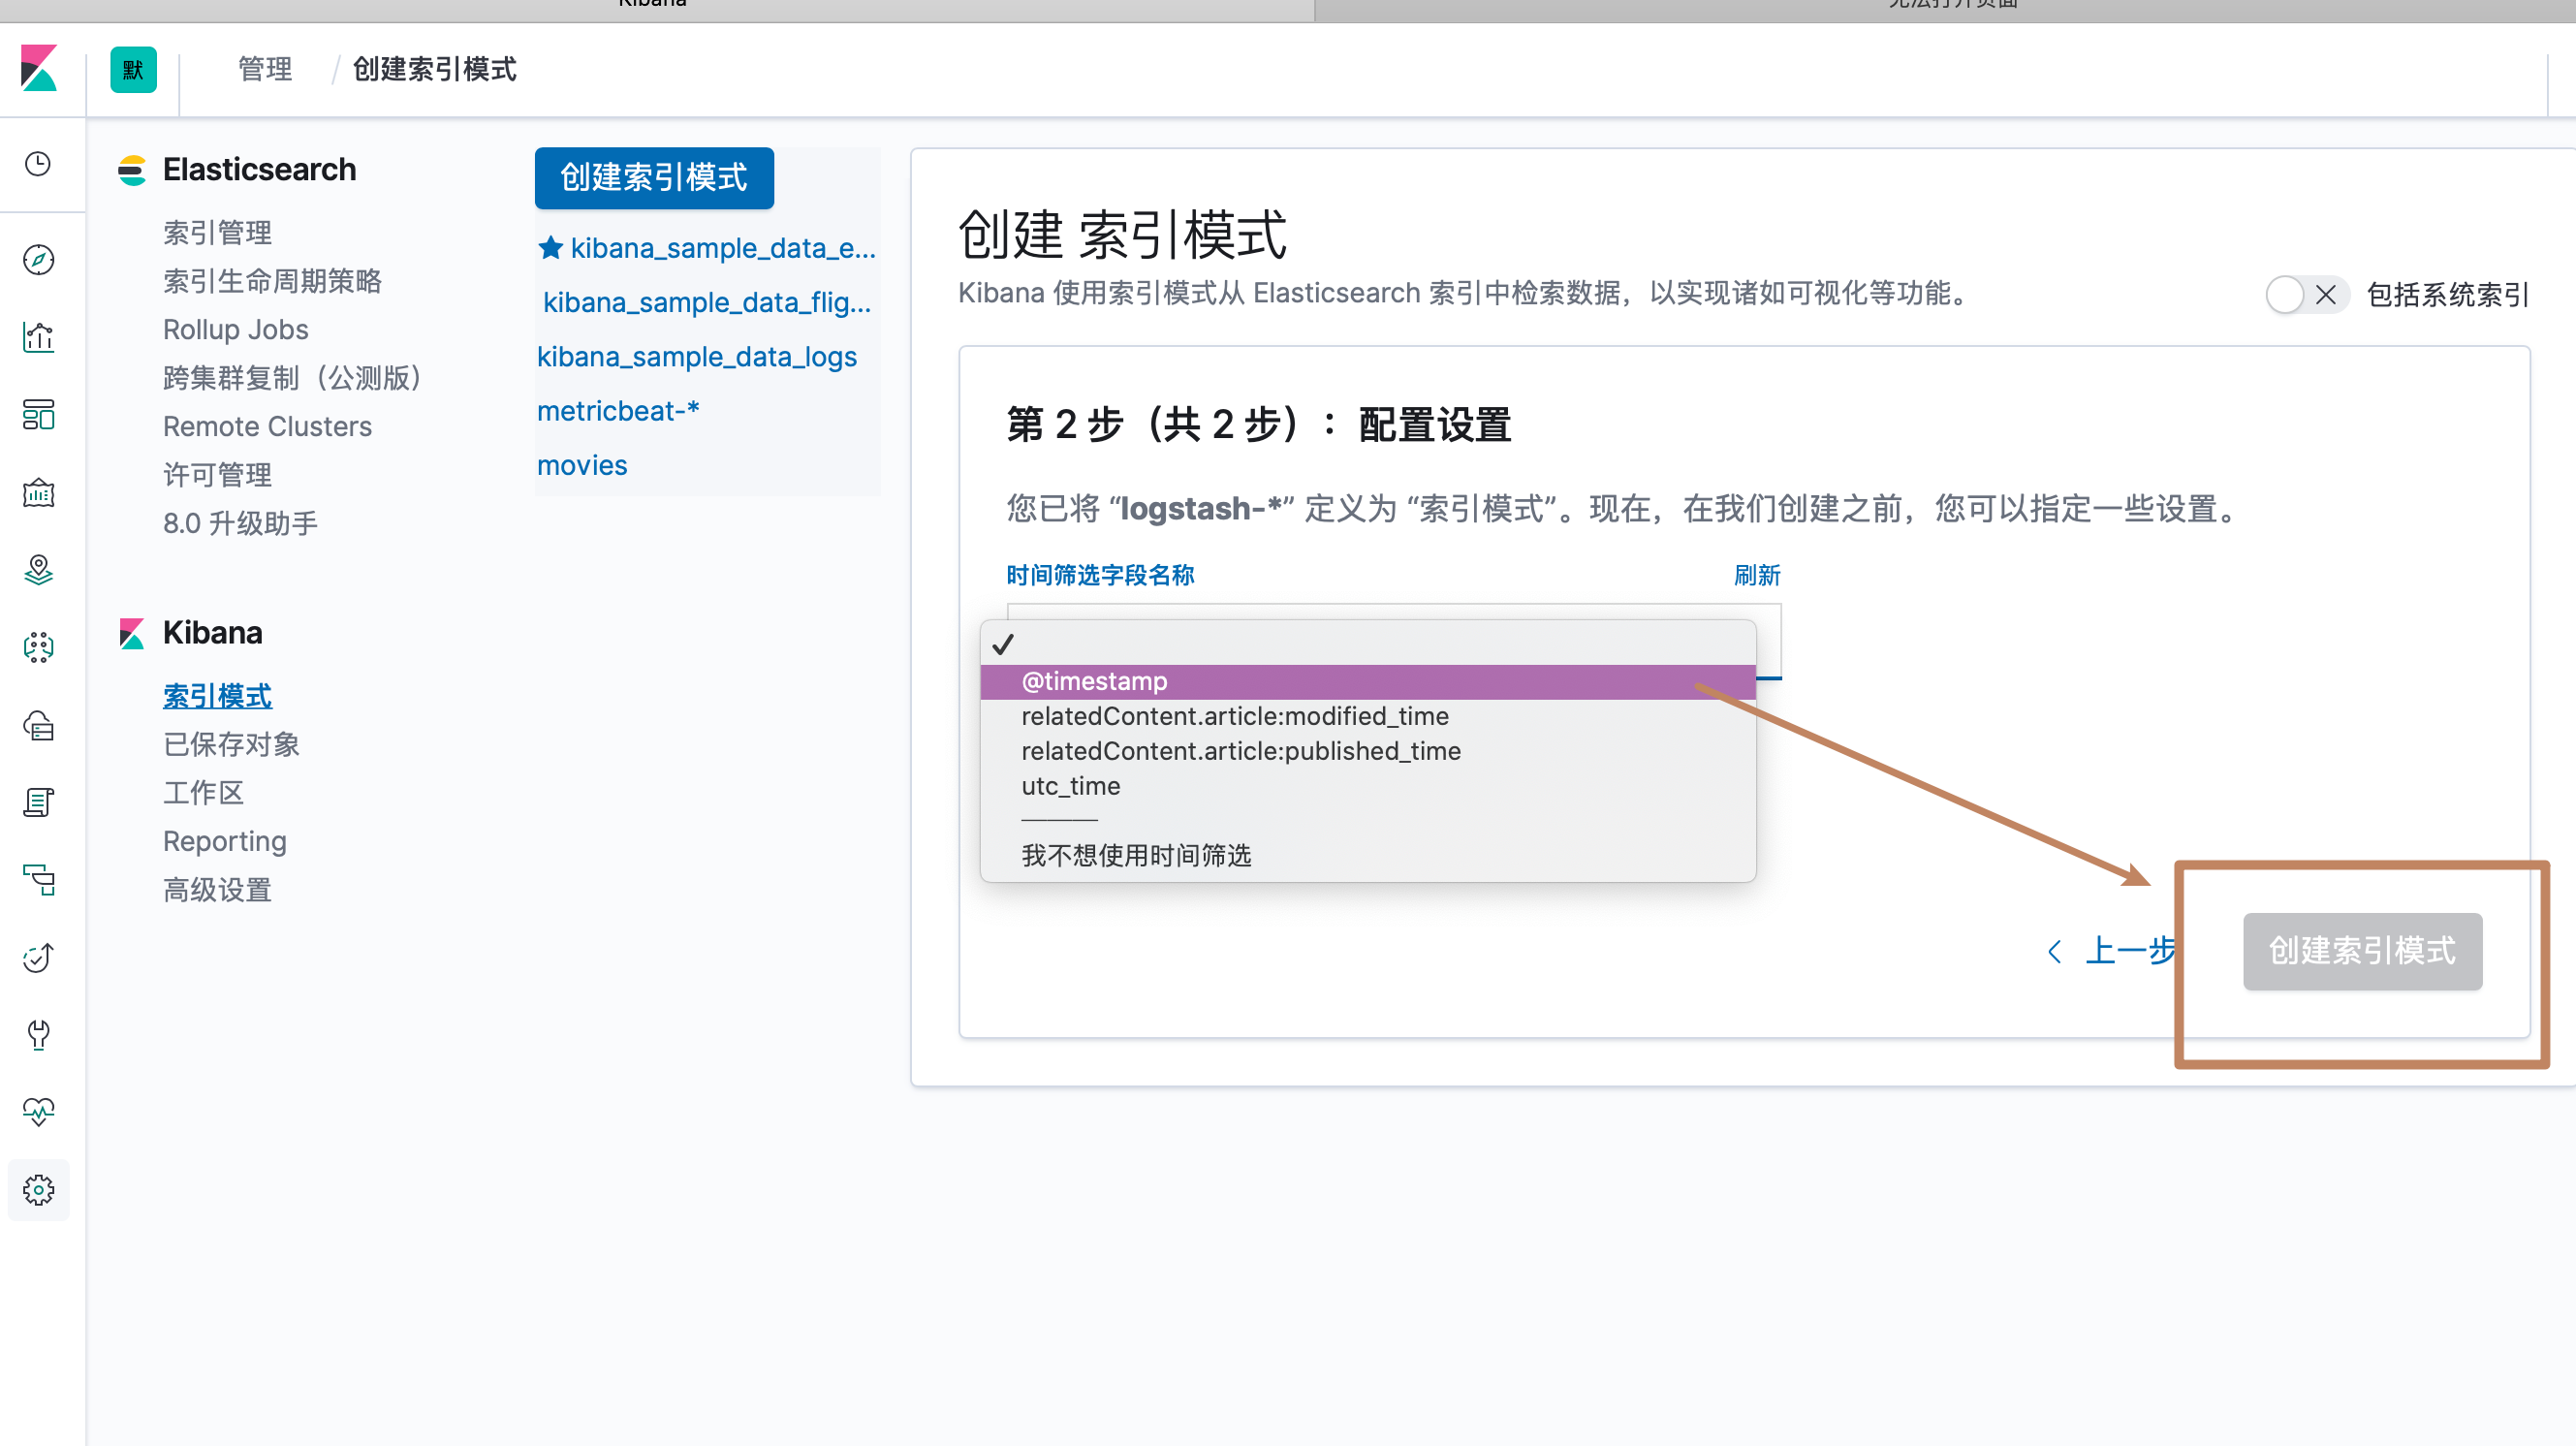 Kibana
无法打开页面
默
管理 / 创建索引模式
Elasticsearch
索引管理
索引生命周期策略
Rollup Jobs
跨集群复制（公测版）
Remote Clusters
许可管理
8.0 升级助手
Kibana
索引模式
已保存对象
工作区
Reporting
高级设置
创建索引模式
kibana_sample_data_e...
kibana_sample_data_flig...
kibana_sample_data_logs
metricbeat-*
movies
创建 索引模式
Kibana 使用索引模式从 Elasticsearch 索引中检索数据，以实现诸如可视化等功能。
包括系统索引
第 2 步（共 2 步）：配置设置
您已将 “logstash-*” 定义为 “索引模式”。现在，在我们创建之前，您可以指定一些设置。
时间筛选字段名称
刷新
@timestamp
relatedContent.article:modified_time
relatedContent.article:published_time
utc_time
———
我不想使用时间筛选
上一步
创建索引模式